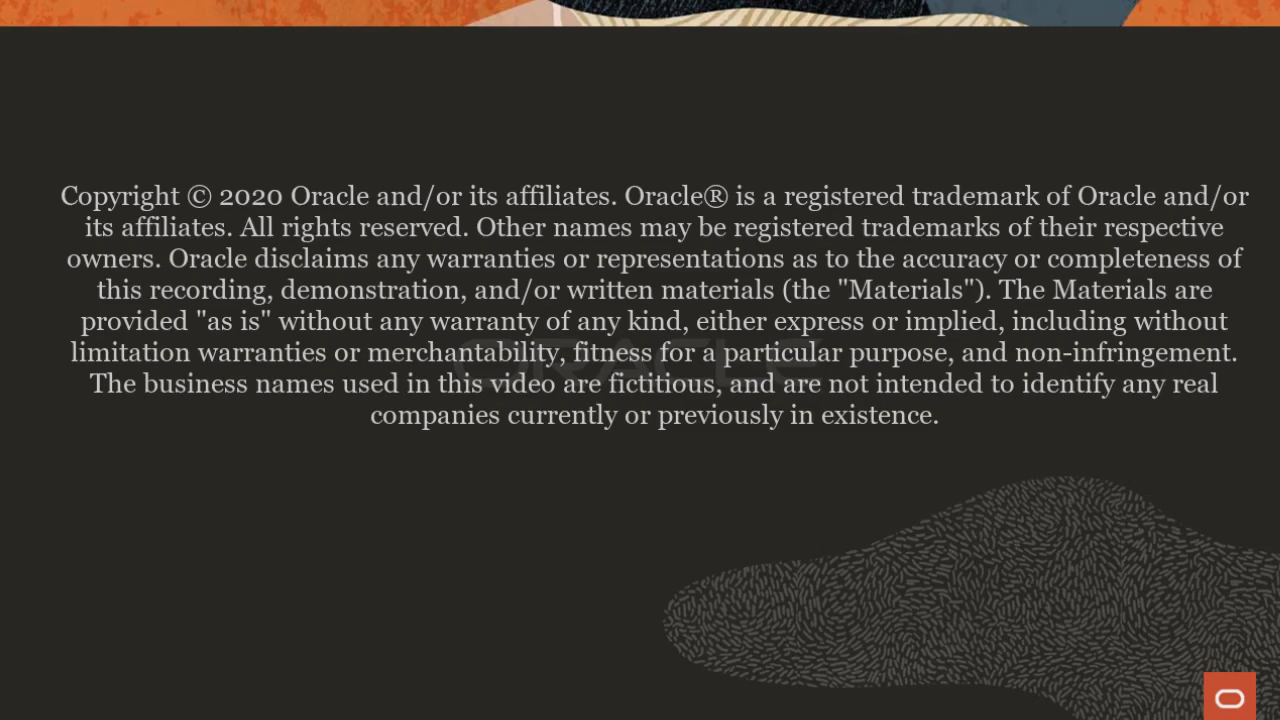 Copyright © 2020 Oracle and/or its affiliates. Oracle® is a registered trademark of Oracle and/or
its affiliates. All rights reserved. Other names may be registered trademarks of their respective
owners. Oracle disclaims any warranties or representations as to the accuracy or completeness of
this recording, demonstration, and/or written materials (the "Materials"). The Materials are
provided "as is" without any warranty of any kind, either express or implied, including without
limitation warranties or merchantability, fitness for a particular purpose, and non-infringement.
ORACLE
The business names used in this video are fictitious, and are not intended to identify any real
companies currently or previously in existence.